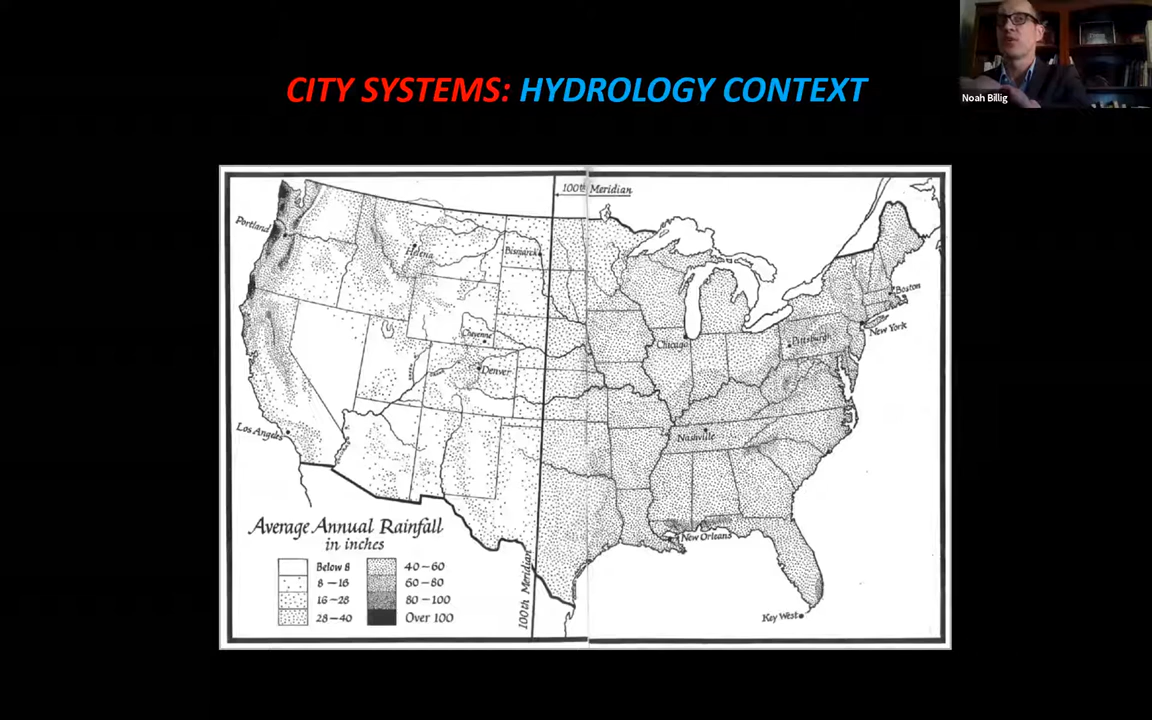 CITY SYSTEMS: HYDROLOGY CONTEXT
Noah Billig
100th Meridian
Portland
Helena
Bismarck
Boston
New York
Cheyenne
Chicago
Pittsburgh
Denver
Los Angeles
Nashville
New Orleans
Key West
100th Meridian
Average Annual Rainfall
in inches
Below 8
8-16
16-28
28-40
40-60
60-80
80-100
Over 100